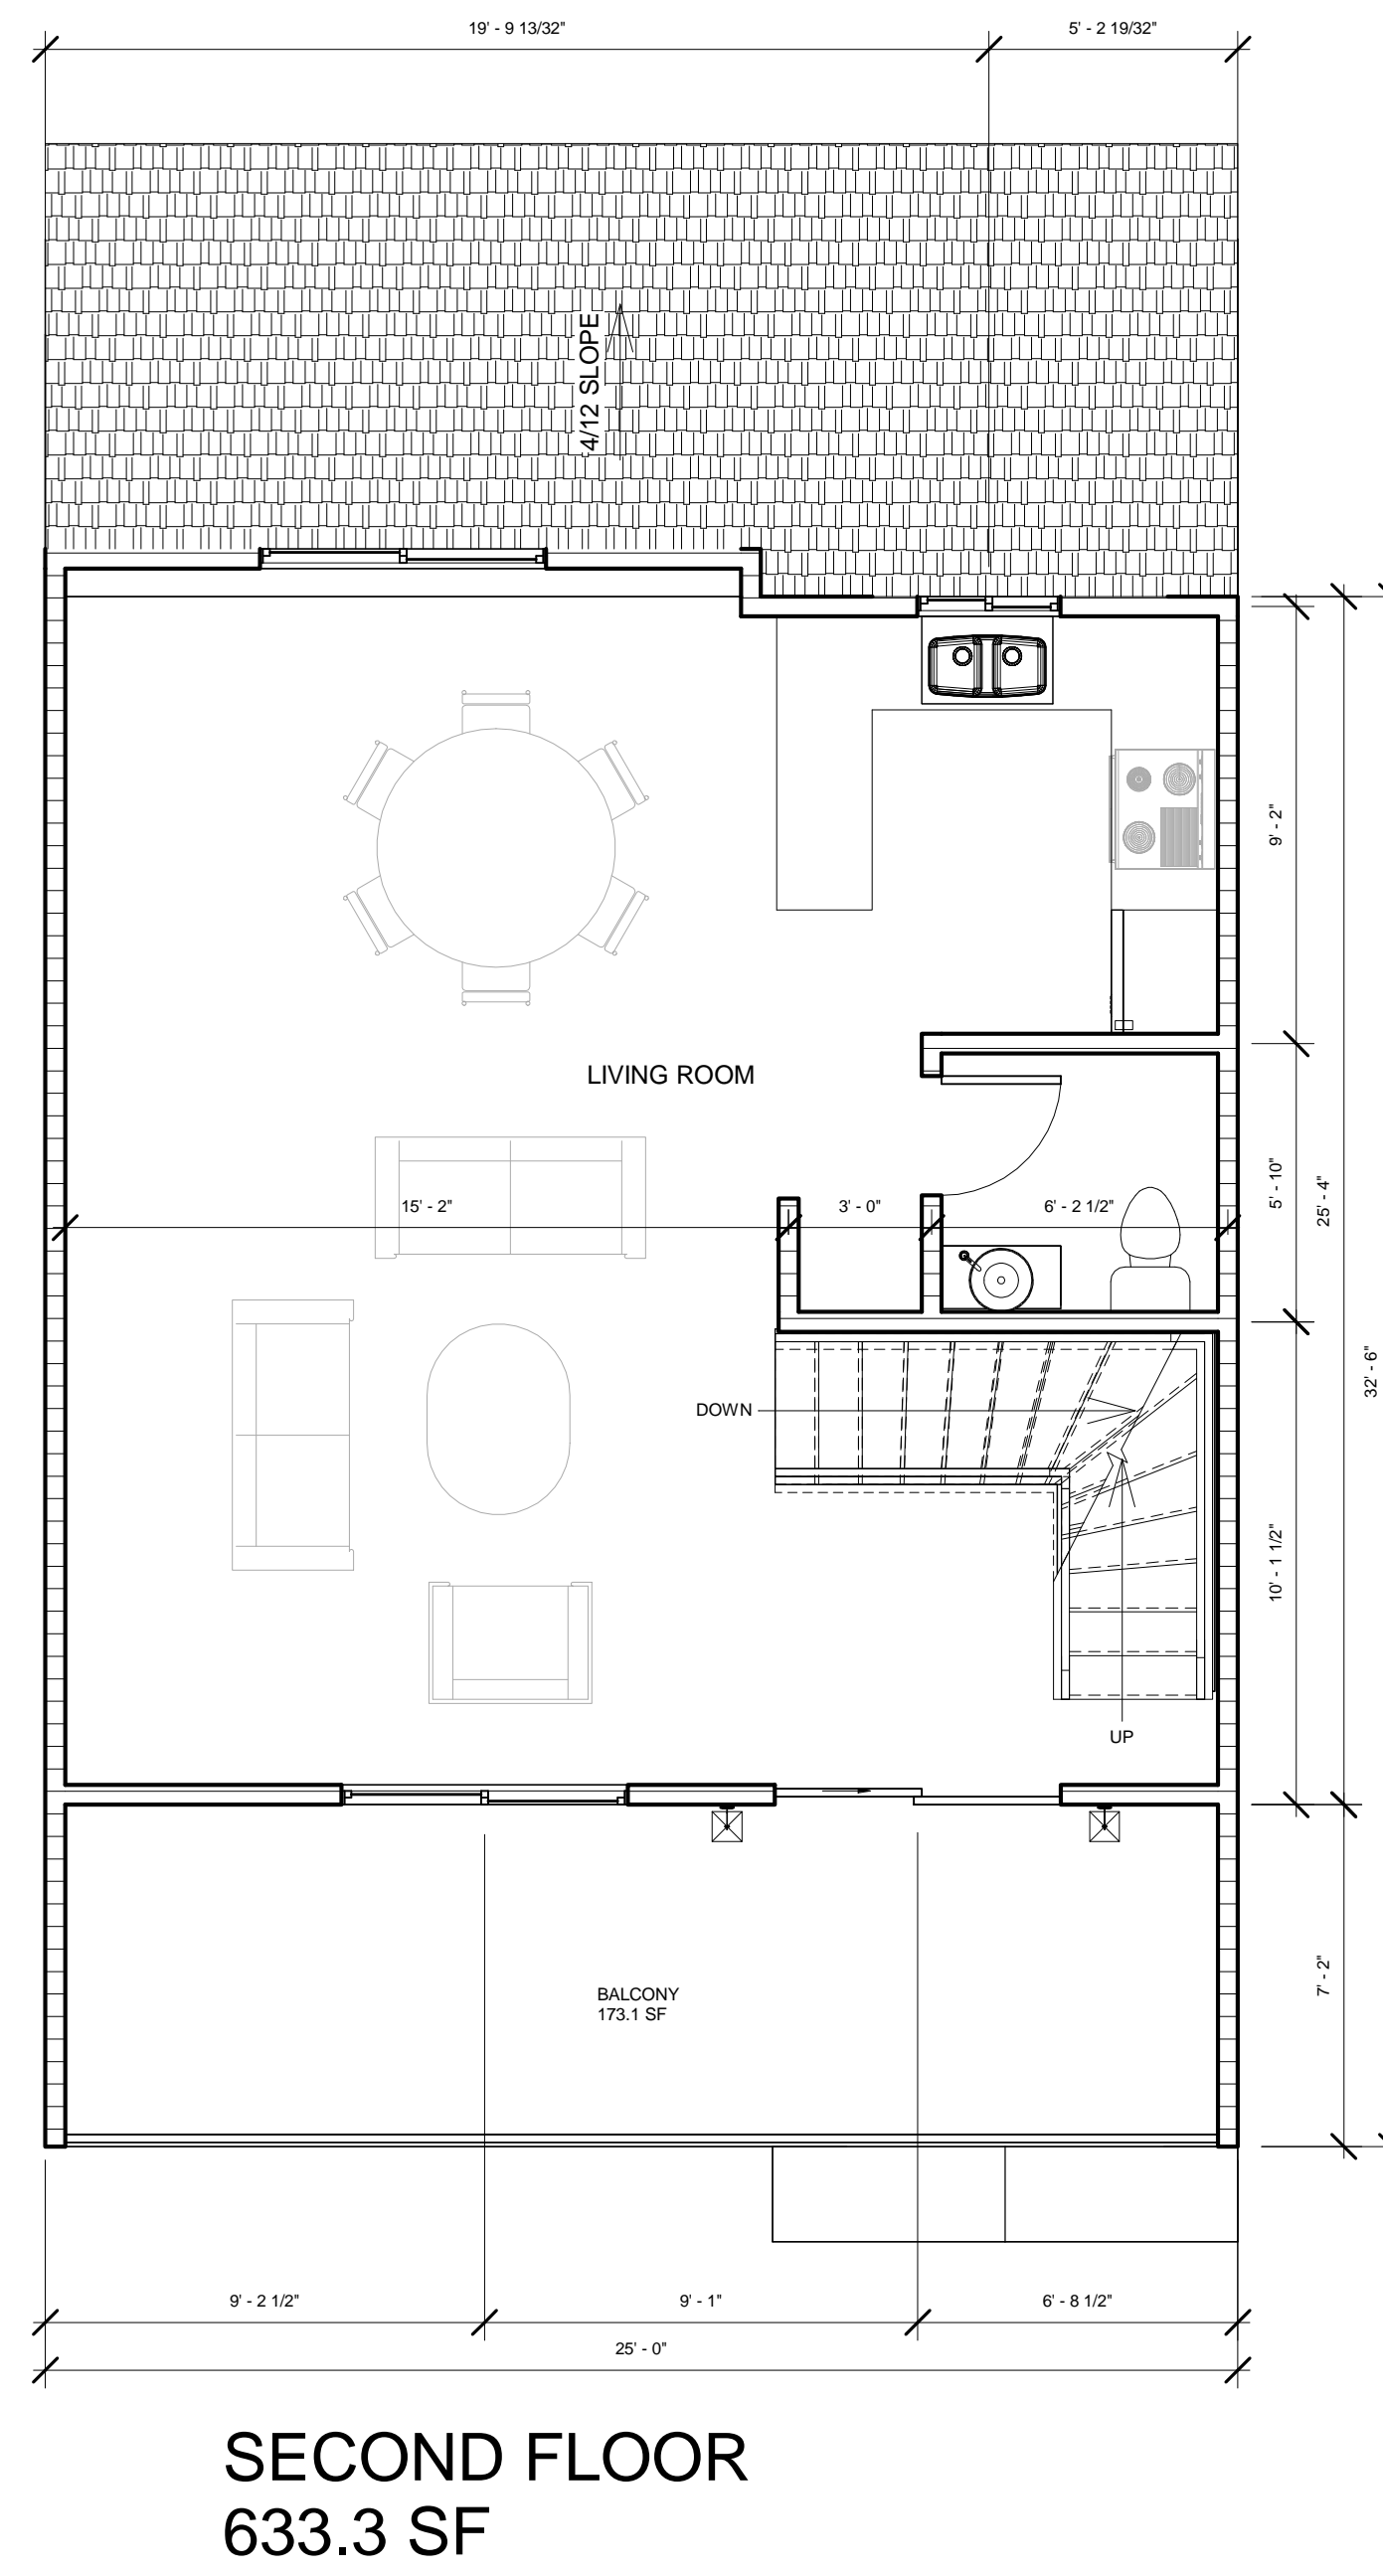 19' - 9 13/32"
5' - 2 19/32"
4/12 SLOPE
9' - 2"
LIVING ROOM
5' - 10"
25' - 4"
15' - 2"
3' - 0"
6' - 2 1/2"
32' - 6"
DOWN
10' - 1 1/2"
UP
7' - 2"
BALCONY
173.1 SF
9' - 2 1/2"
9' - 1"
6' - 8 1/2"
25' - 0"
SECOND FLOOR
633.3 SF